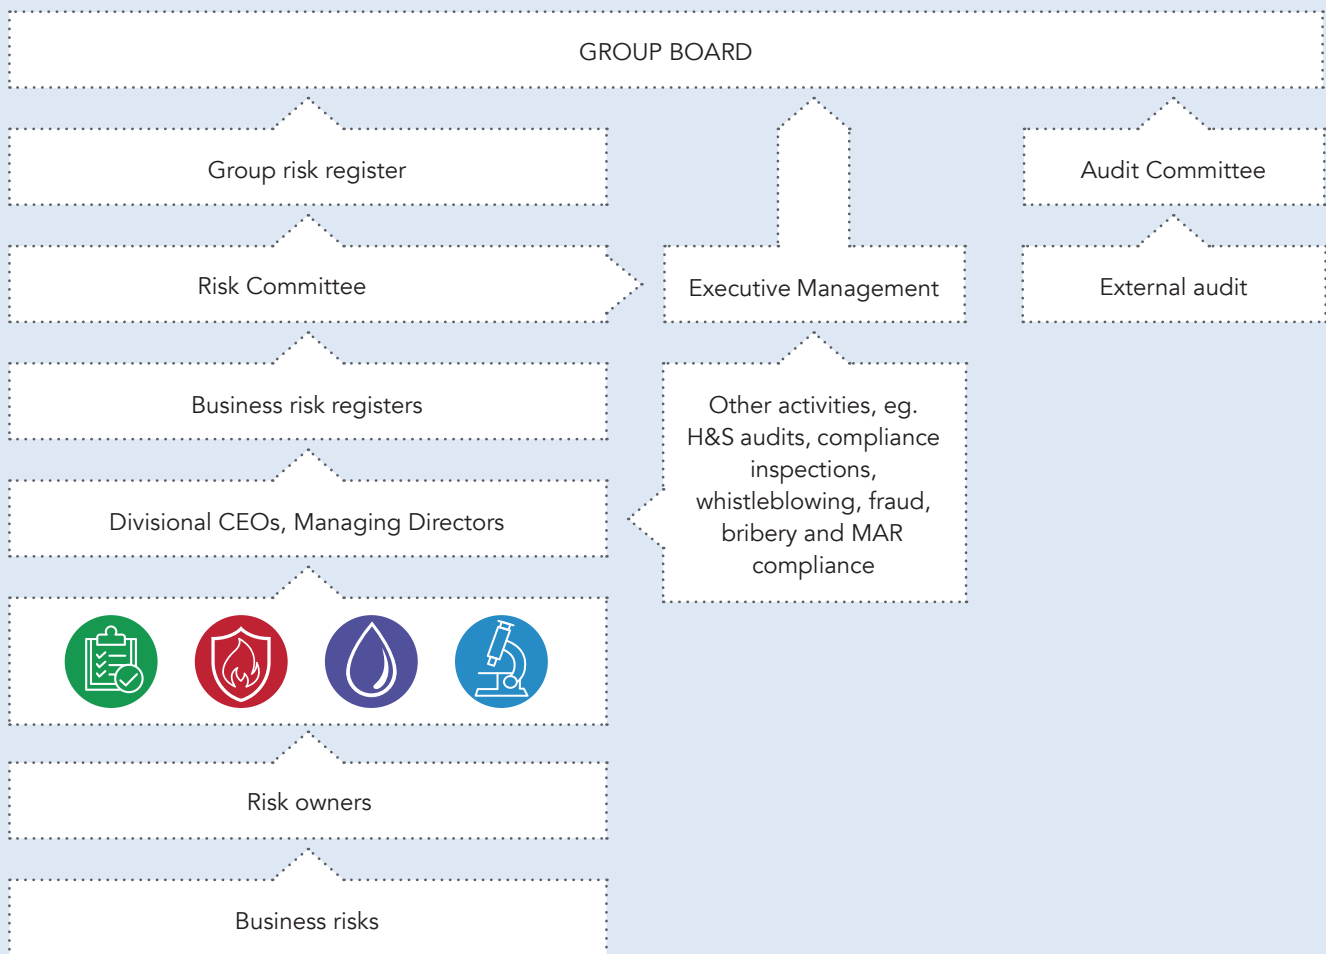 GROUP BOARD
Group risk register
Audit Committee
Risk Committee
Executive Management
External audit
Business risk registers
Other activities, eg.
H&S audits, compliance
inspections,
whistleblowing, fraud,
bribery and MAR
compliance
Divisional CEOs, Managing Directors
Risk owners
Business risks